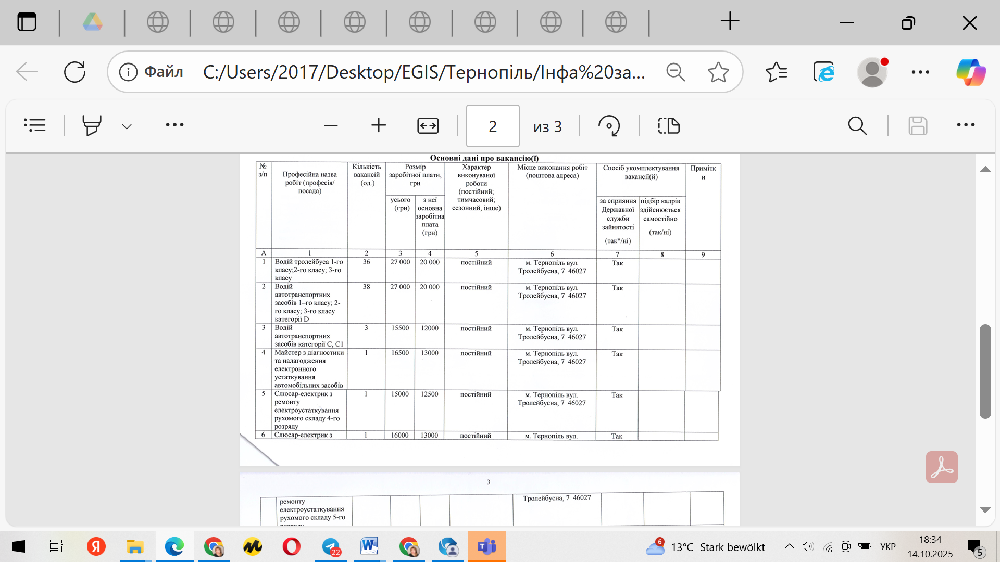 Файл C:/Users/2017/Desktop/EGIS/Тернопіль/Інфа%20за...
2 из 3
Основні дані про вакансію(ї)
№ з/п
Професійна назва робіт (професія/ посада)
Кількість вакансій (од.)
Розмір заробітної плати, грн
Характер виконуваної роботи (постійний; тимчасовий; сезонний, інше)
Місце виконання робіт (поштова адреса)
Спосіб укомплектування вакансії(й)
Примітк и
усього (грн)
з неї основна заробітна плата (грн)
за сприяння Державної служби зайнятості (так*/ні)
підбір кадрів здійснюється самостійно (так/ні)
А 1 2 3 4 5 6 7 8 9
1 Водій тролейбуса 1-го 36 27 000 20 000 постійний м. Тернопіль вул. Так
класу;2-го класу; 3-го Тролейбусна, 7 46027
класу
2 Водій 38 27 000 20 000 постійний м. Тернопіль вул. Так
автотранспортних Тролейбусна, 7 46027
засобів 1–го класу; 2-
го класу; 3-го класу
категорії D
3 Водій 3 15500 12000 постійний м. Тернопіль вул. Так
автотранспортних Тролейбусна, 7 46027
засобів категорії С, С1
4 Майстер з діагностики 1 16500 13000 постійний м. Тернопіль вул. Так
та налагодження Тролейбусна, 7 46027
електронного
устаткування
автомобільних засобів
5 Слюсар-електрик з 1 15000 12500 постійний м. Тернопіль вул. Так
ремонту Тролейбусна, 7 46027
електроустаткування
рухомого складу 4-го
розряду
6 Слюсар-електрик з 1 16000 13000 постійний м. Тернопіль вул. Так
3
ремонту Тролейбусна, 7 46027
електроустаткування
рухомого складу 5-го
розряду
Я
22
W
T
6
13°C Stark bewölkt
УКР
18:34
14.10.2025
5